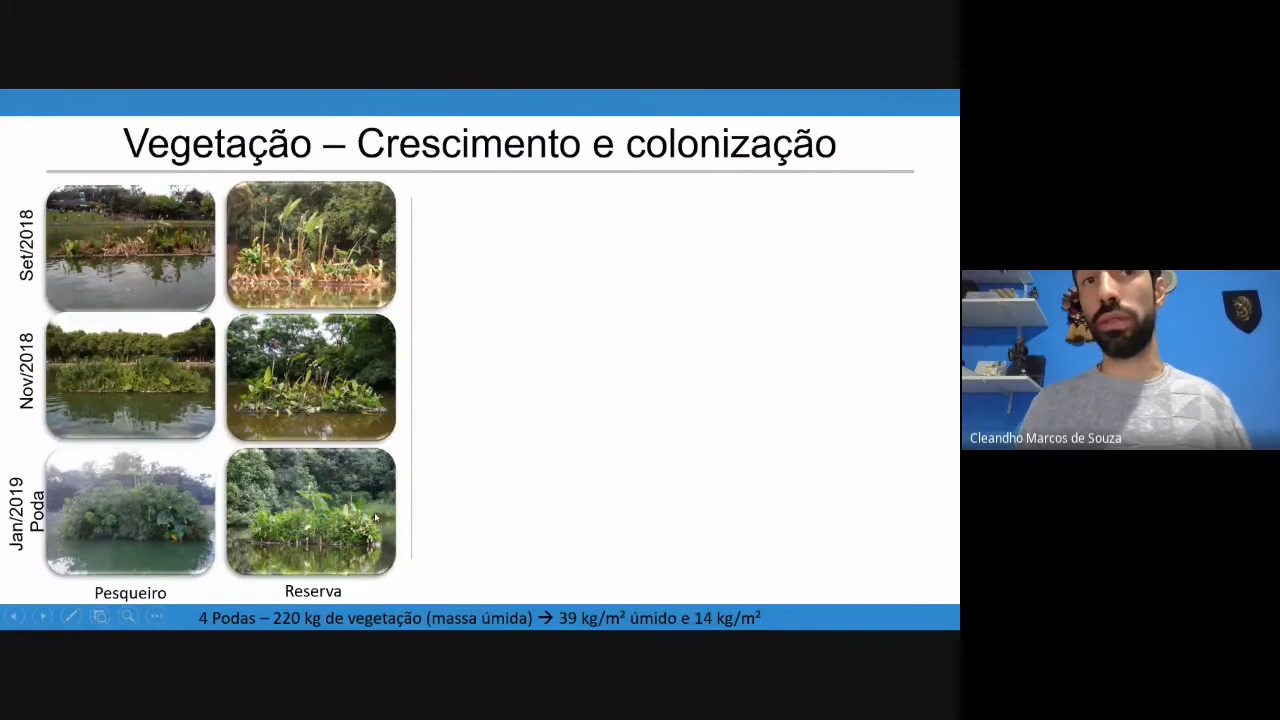 Vegetação – Crescimento e colonização
Set/2018
Nov/2018
Jan/2019
Poda
Pesqueiro
Reserva
4 Podas – 220 kg de vegetação (massa úmida) → 39 kg/m² úmido e 14 kg/m²
Cleandho Marcos de Souza